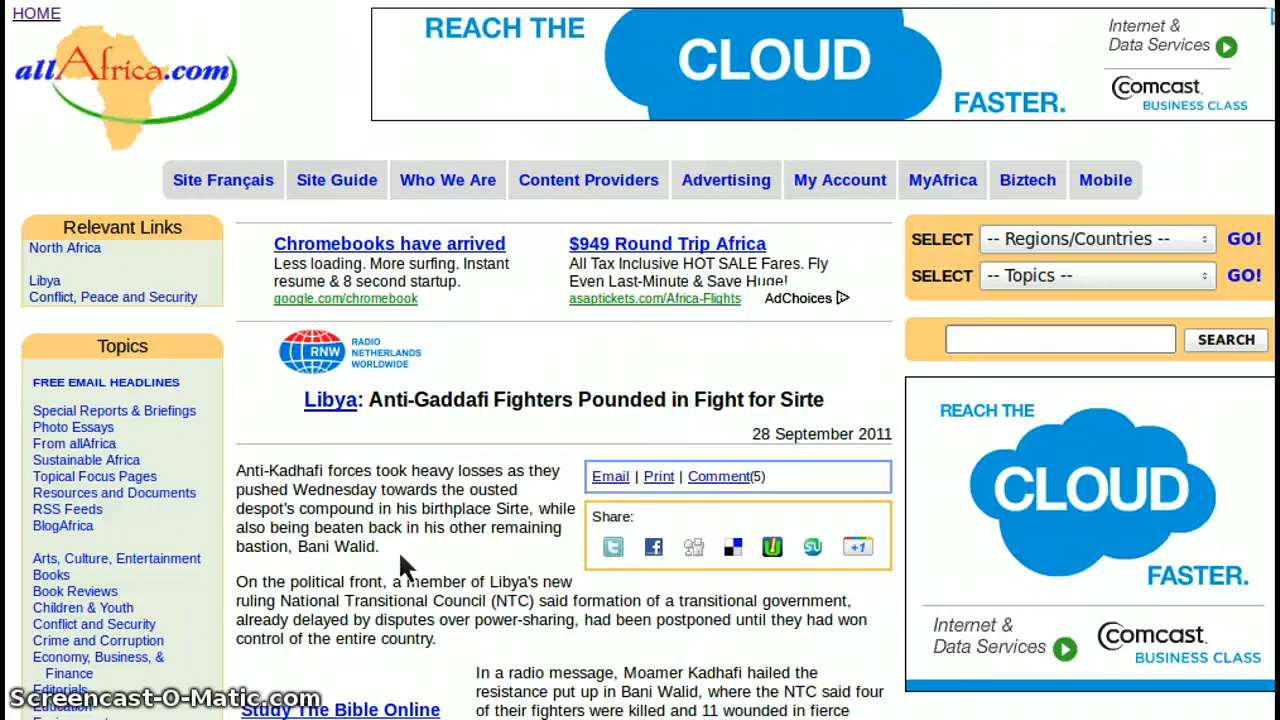 HOME
allAfrica.com
REACH THE
CLOUD
FASTER.
Internet &
Data Services
Comcast
BUSINESS CLASS
Site Français
Site Guide
Who We Are
Content Providers
Advertising
My Account
MyAfrica
Biztech
Mobile
Relevant Links
North Africa
Libya
Conflict, Peace and Security
Topics
FREE EMAIL HEADLINES
Special Reports & Briefings
Photo Essays
From allAfrica
Sustainable Africa
Topical Focus Pages
Resources and Documents
RSS Feeds
BlogAfrica
Arts, Culture, Entertainment
Books
Book Reviews
Children & Youth
Conflict and Security
Crime and Corruption
Economy, Business, &
Finance
Editorials
Education
Chromebooks have arrived
Less loading. More surfing. Instant
resume & 8 second startup.
google.com/chromebook
$949 Round Trip Africa
All Tax Inclusive HOT SALE Fares. Fly
Even Last-Minute & Save Huge!
asaptickets.com/Africa-Flights
AdChoices
RNW
RADIO
NETHERLANDS
WORLDWIDE
Libya: Anti-Gaddafi Fighters Pounded in Fight for Sirte
28 September 2011
Anti-Kadhafi forces took heavy losses as they
pushed Wednesday towards the ousted
despot's compound in his birthplace Sirte, while
also being beaten back in his other remaining
bastion, Bani Walid.
Email | Print | Comment(5)
Share:
+1
On the political front, a member of Libya's new
ruling National Transitional Council (NTC) said formation of a transitional government,
already delayed by disputes over power-sharing, had been postponed until they had won
control of the entire country.
In a radio message, Moamer Kadhafi hailed the
resistance put up in Bani Walid, where the NTC said four
of their fighters were killed and 11 wounded in fierce
Study The Bible Online
SELECT -- Regions/Countries -- GO!
SELECT -- Topics -- GO!
SEARCH
REACH THE
CLOUD
FASTER.
Internet &
Data Services
Comcast
BUSINESS CLASS
Screencast-O-Matic.com